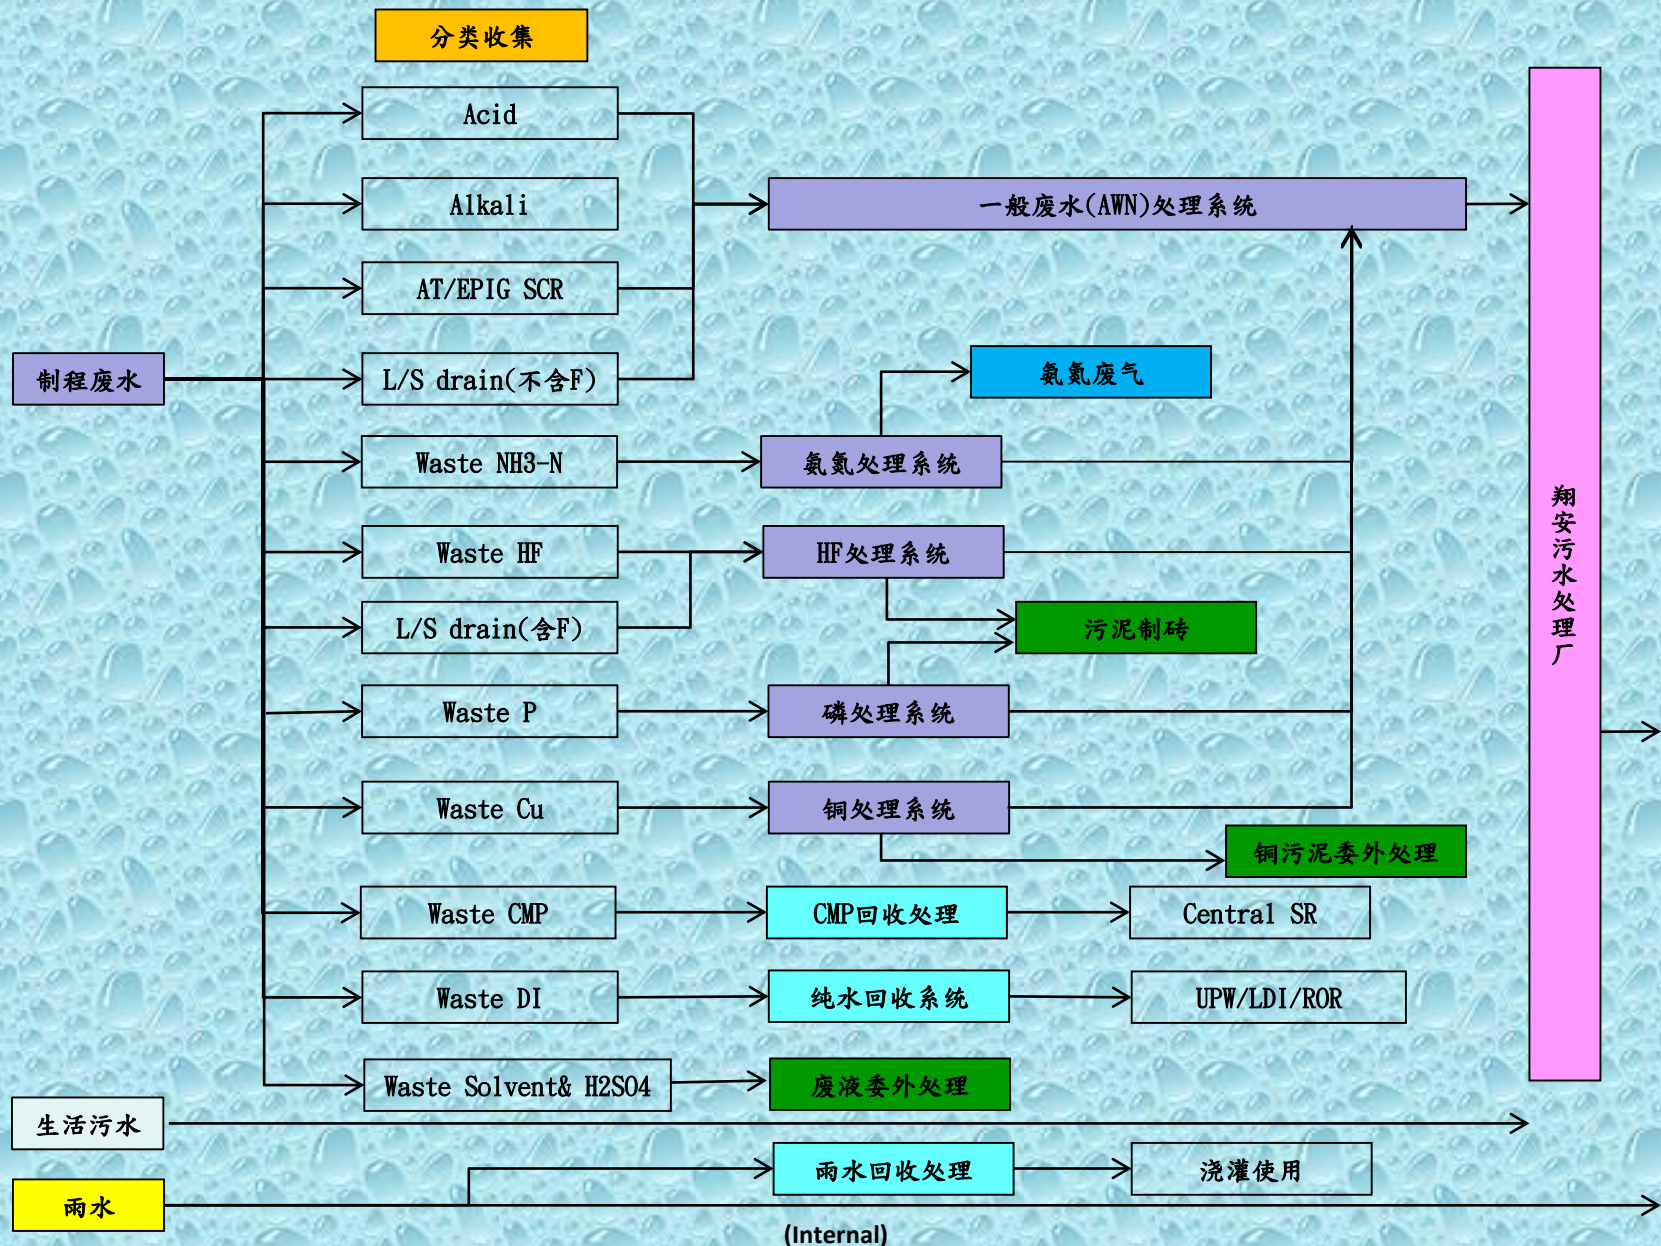 分类收集
Acid
Alkali
一般废水(AWN)处理系统
AT/EPIG SCR
制程废水
L/S drain(不含F)
氨氮废气
Waste NH3-N
氨氮处理系统
Waste HF
HF处理系统
L/S drain(含F)
污泥制砖
翔安污水处理厂
Waste P
磷处理系统
Waste Cu
铜处理系统
铜污泥委外处理
Waste CMP
CMP回收处理
Central SR
Waste DI
纯水回收系统
UPW/LDI/ROR
Waste Solvent& H2SO4
废液委外处理
生活污水
雨水回收处理
浇灌使用
雨水
(Internal)